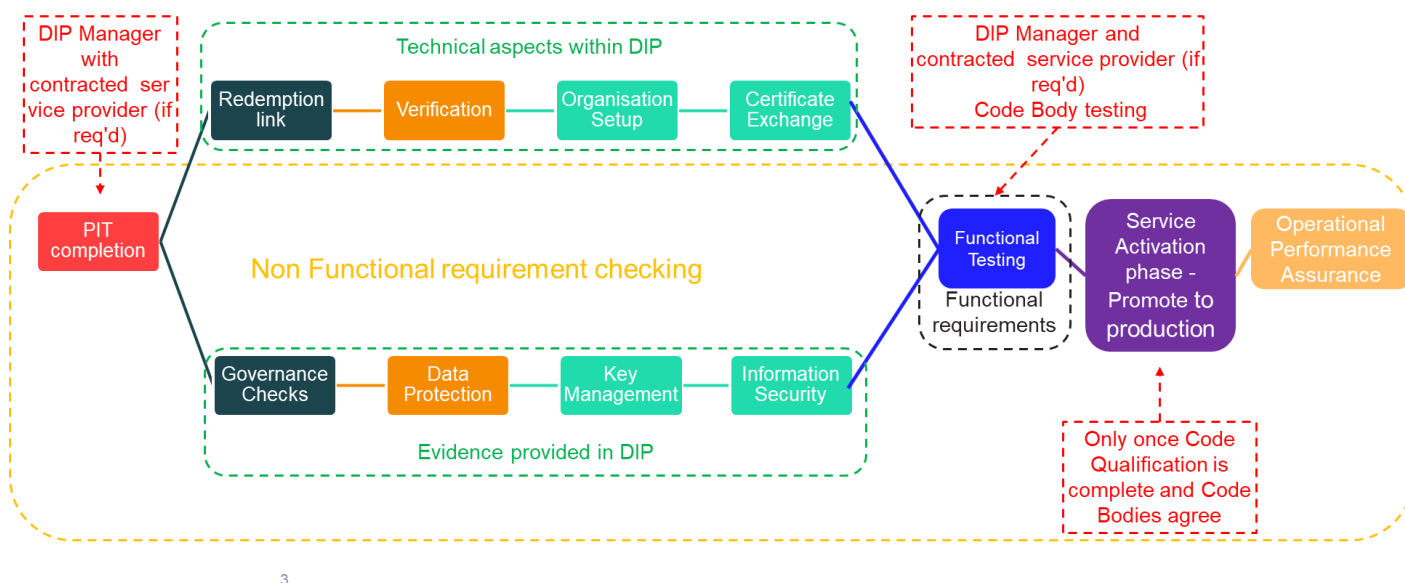 DIP Manager
with
contracted ser
vice provider (if
req'd)
Technical aspects within DIP
Redemption
link
Verification
Organisation
Setup
Certificate
Exchange
DIP Manager and
contracted service provider (if
req'd)
Code Body testing
PIT
completion
Non Functional requirement checking
Functional
Testing
Functional
requirements
Service
Activation
phase -
Promote to
production
Operational
Performance
Assurance
Governance
Checks
Data
Protection
Key
Management
Information
Security
Evidence provided in DIP
Only once Code
Qualification is
complete and Code
Bodies agree
3